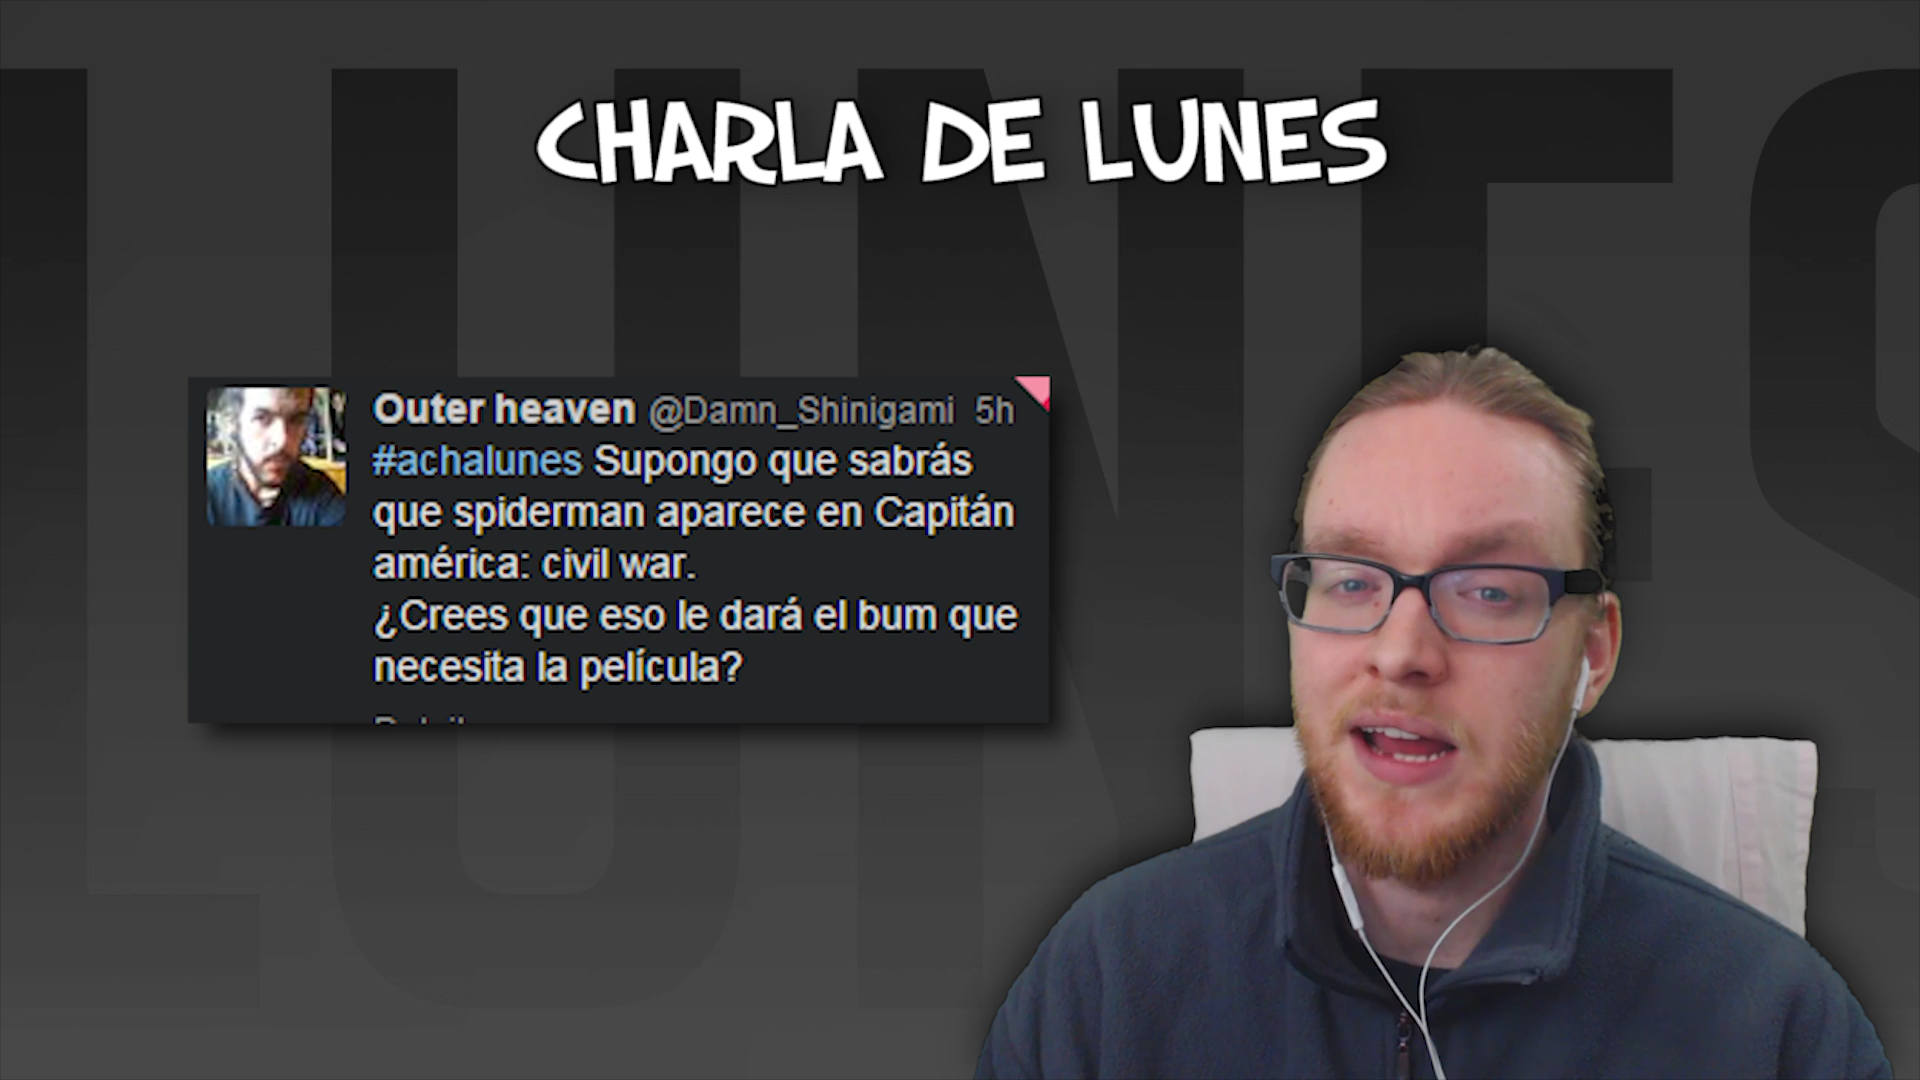 CHARLA DE LUNES
Outer heaven @Damn_Shinigami 5h
#achalunes Supongo que sabrás
que spiderman aparece en Capitán
américa: civil war.
¿Crees que eso le dará el bum que
necesita la película?
LUNES